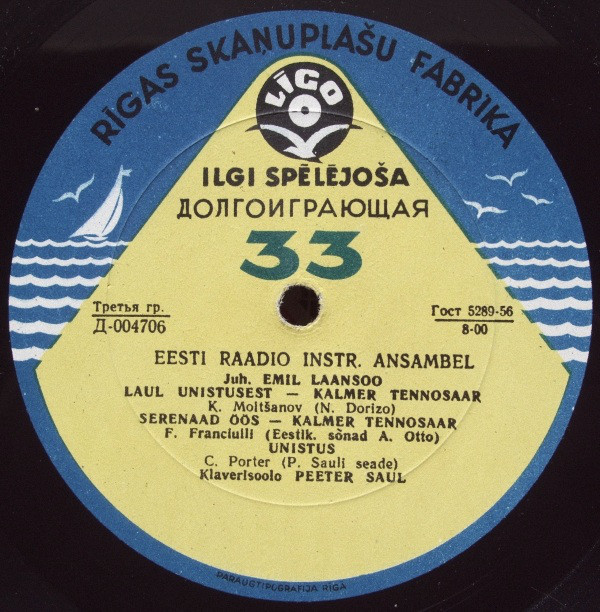 RĪGAS SKAŅUPLAŠU FABRIKA
LĪGO
ILGI SPĒLĒJOŠA
ДОЛГОИГРАЮЩАЯ
33
Третья гр.
Д-004706
Гост 5289-56
8-00
EESTI RAADIO INSTR. ANSAMBEL
Juh. EMIL LAANSOO
LAUL UNISTUSEST — KALMER TENNOSAAR
K. Moltšanov (N. Dorizo)
SERENAAD ÖÖS — KALMER TENNOSAAR
F. Franciulli (Eestik. sõnad A. Otto)
UNISTUS
C. Porter (P. Sauli seade)
Klaverisoolo PEETER SAUL
PARAUGTIPOGRAFIJA RĪGĀ